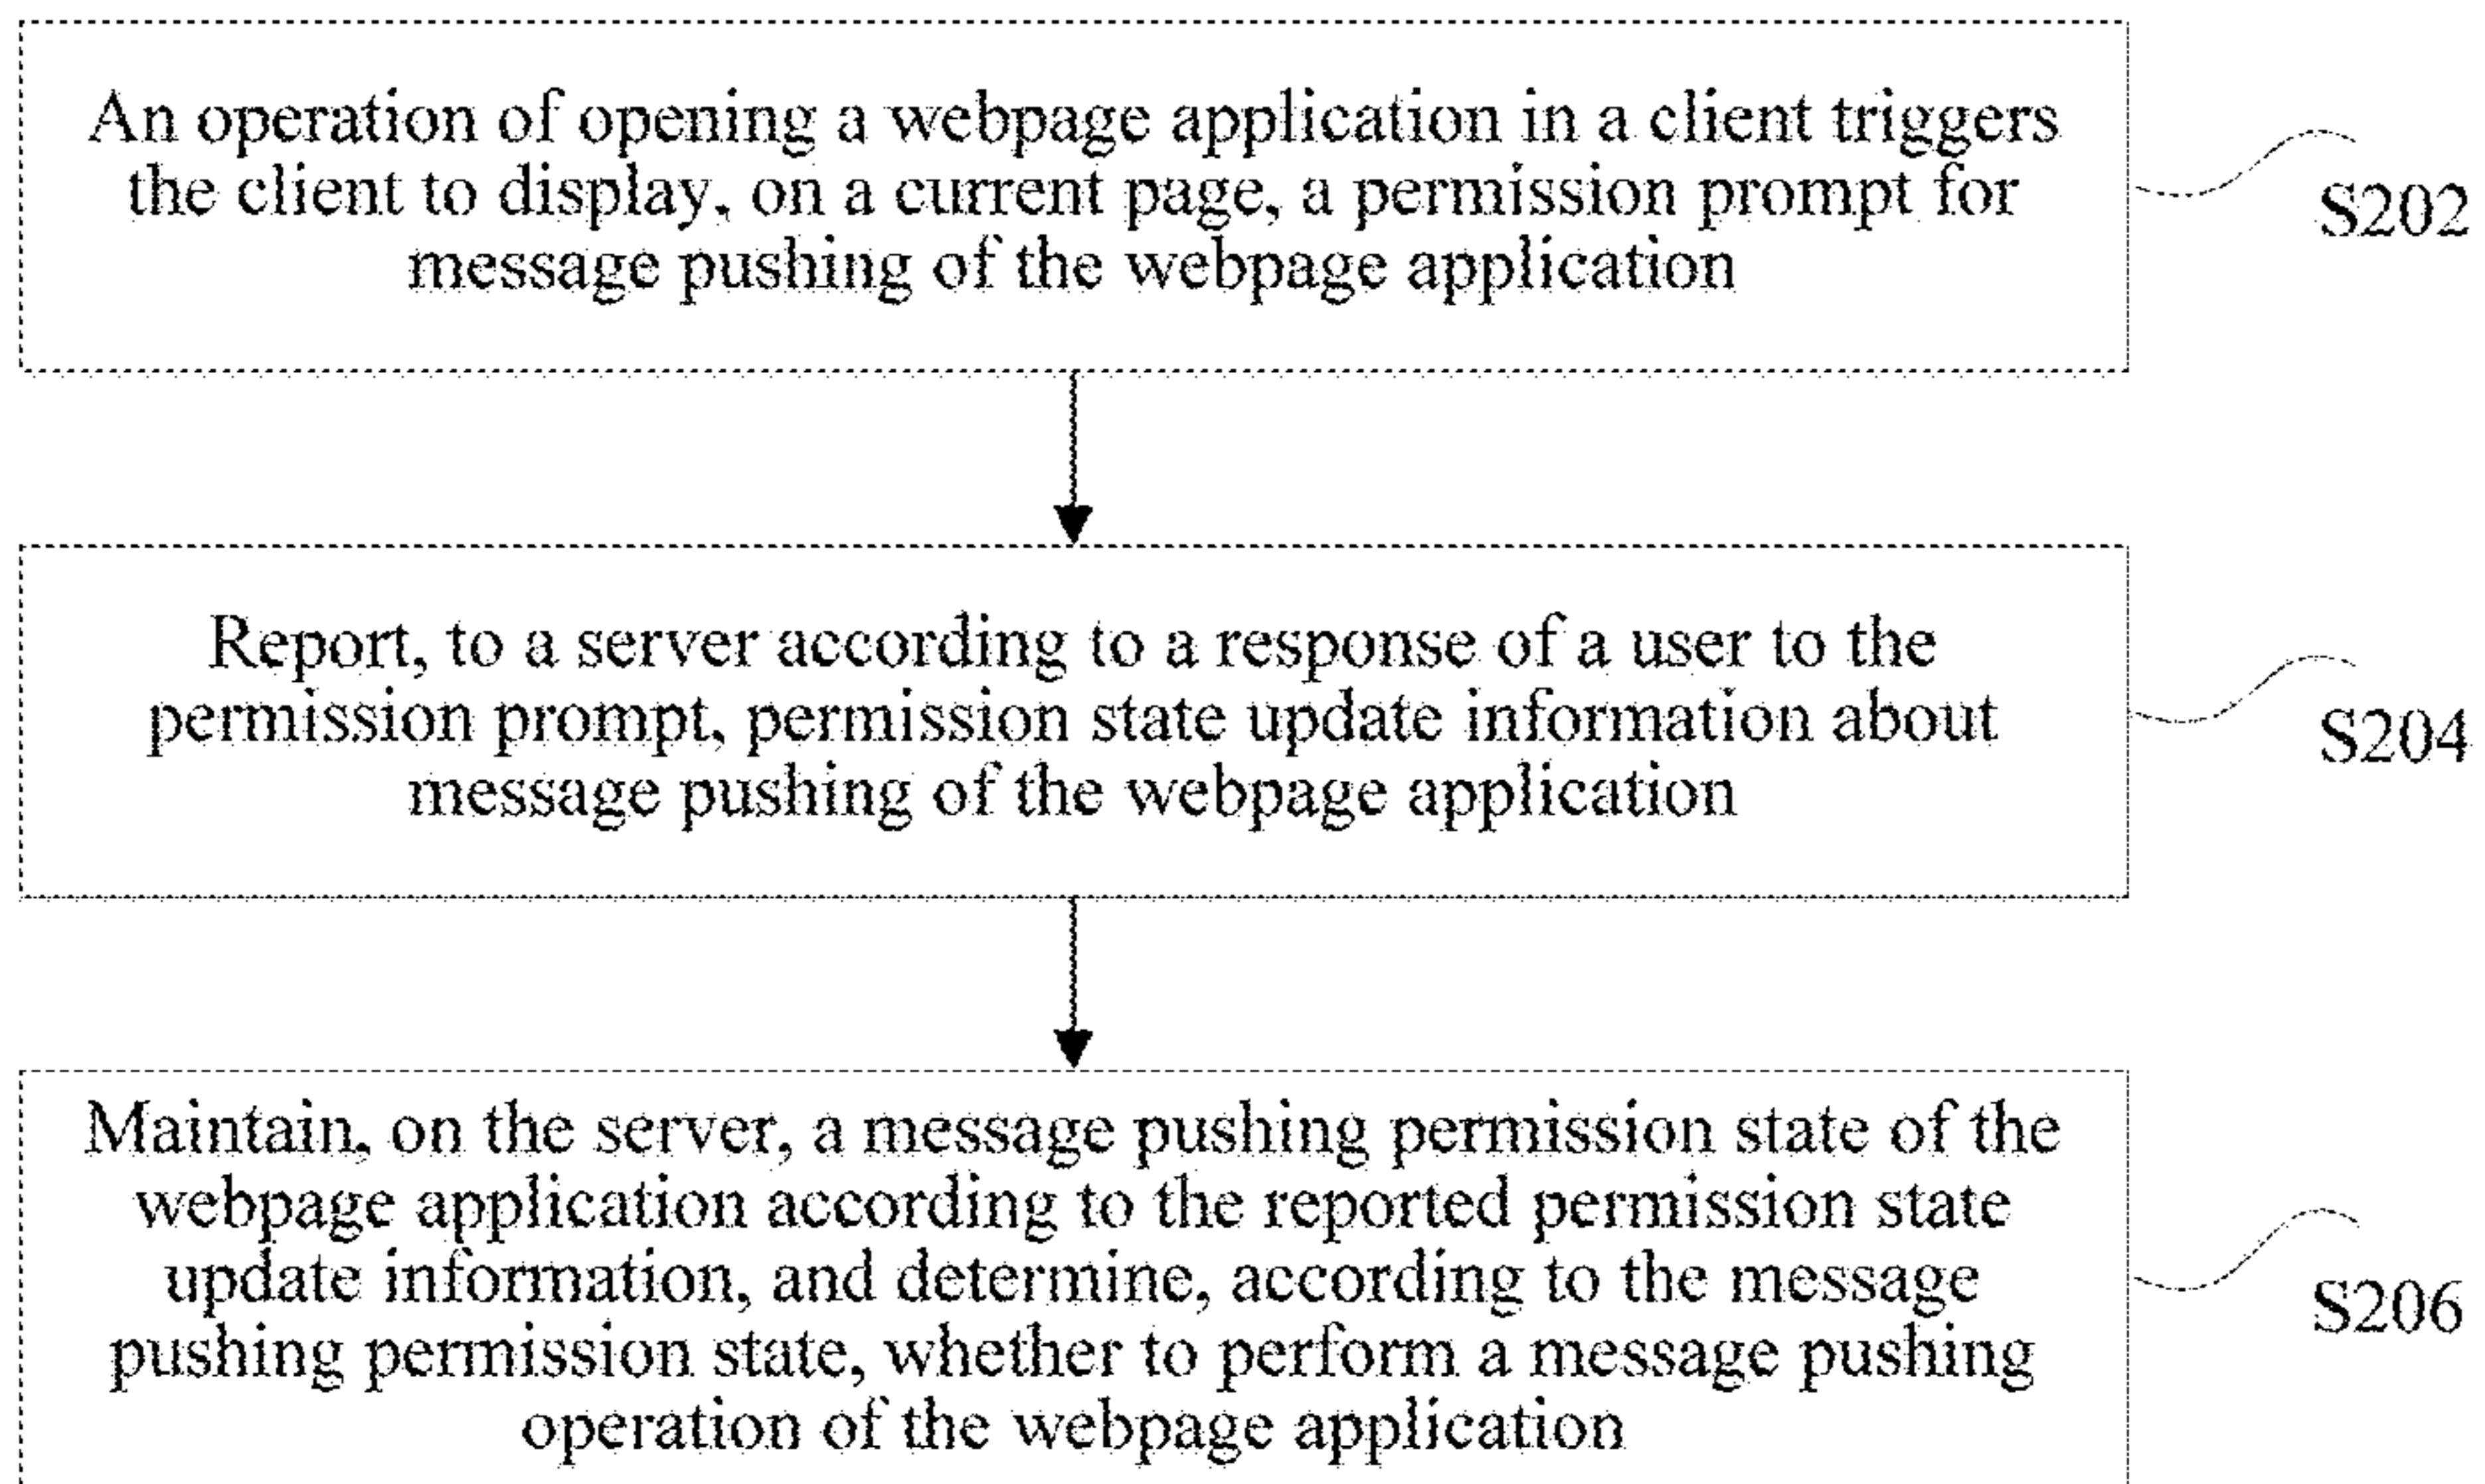 An operation of opening a webpage application in a client triggers
the client to display, on a current page, a permission prompt for
message pushing of the webpage application
S202
Report, to a server according to a response of a user to the
permission prompt, permission state update information about
message pushing of the webpage application
S204
Maintain, on the server, a message pushing permission state of the
webpage application according to the reported permission state
update information, and determine, according to the message
pushing permission state, whether to perform a message pushing
operation of the webpage application
S206